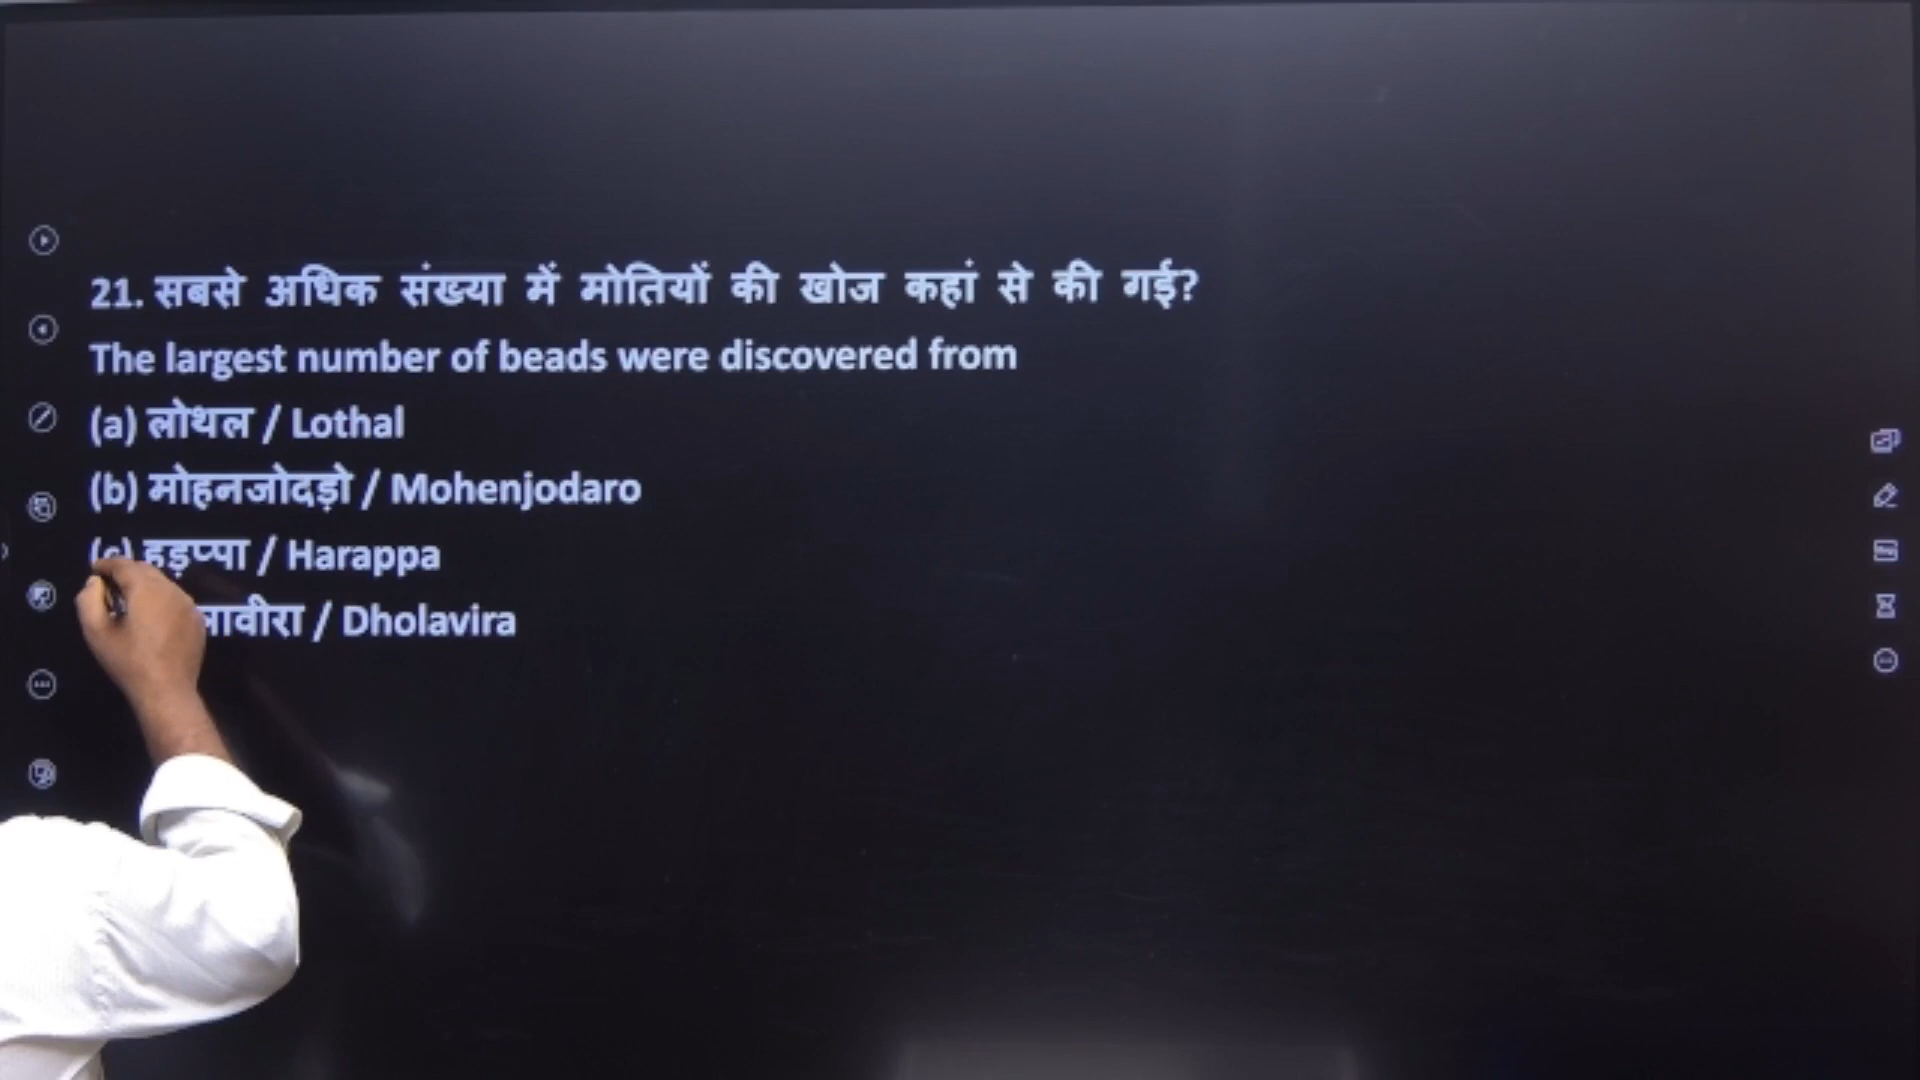 21. सबसे अधिक संख्या में मोतियों की खोज कहां से की गई?
The largest number of beads were discovered from
(a) लोथल / Lothal
(b) मोहनजोदड़ो / Mohenjodaro
(c) हड़प्पा / Harappa
/ Dholavira